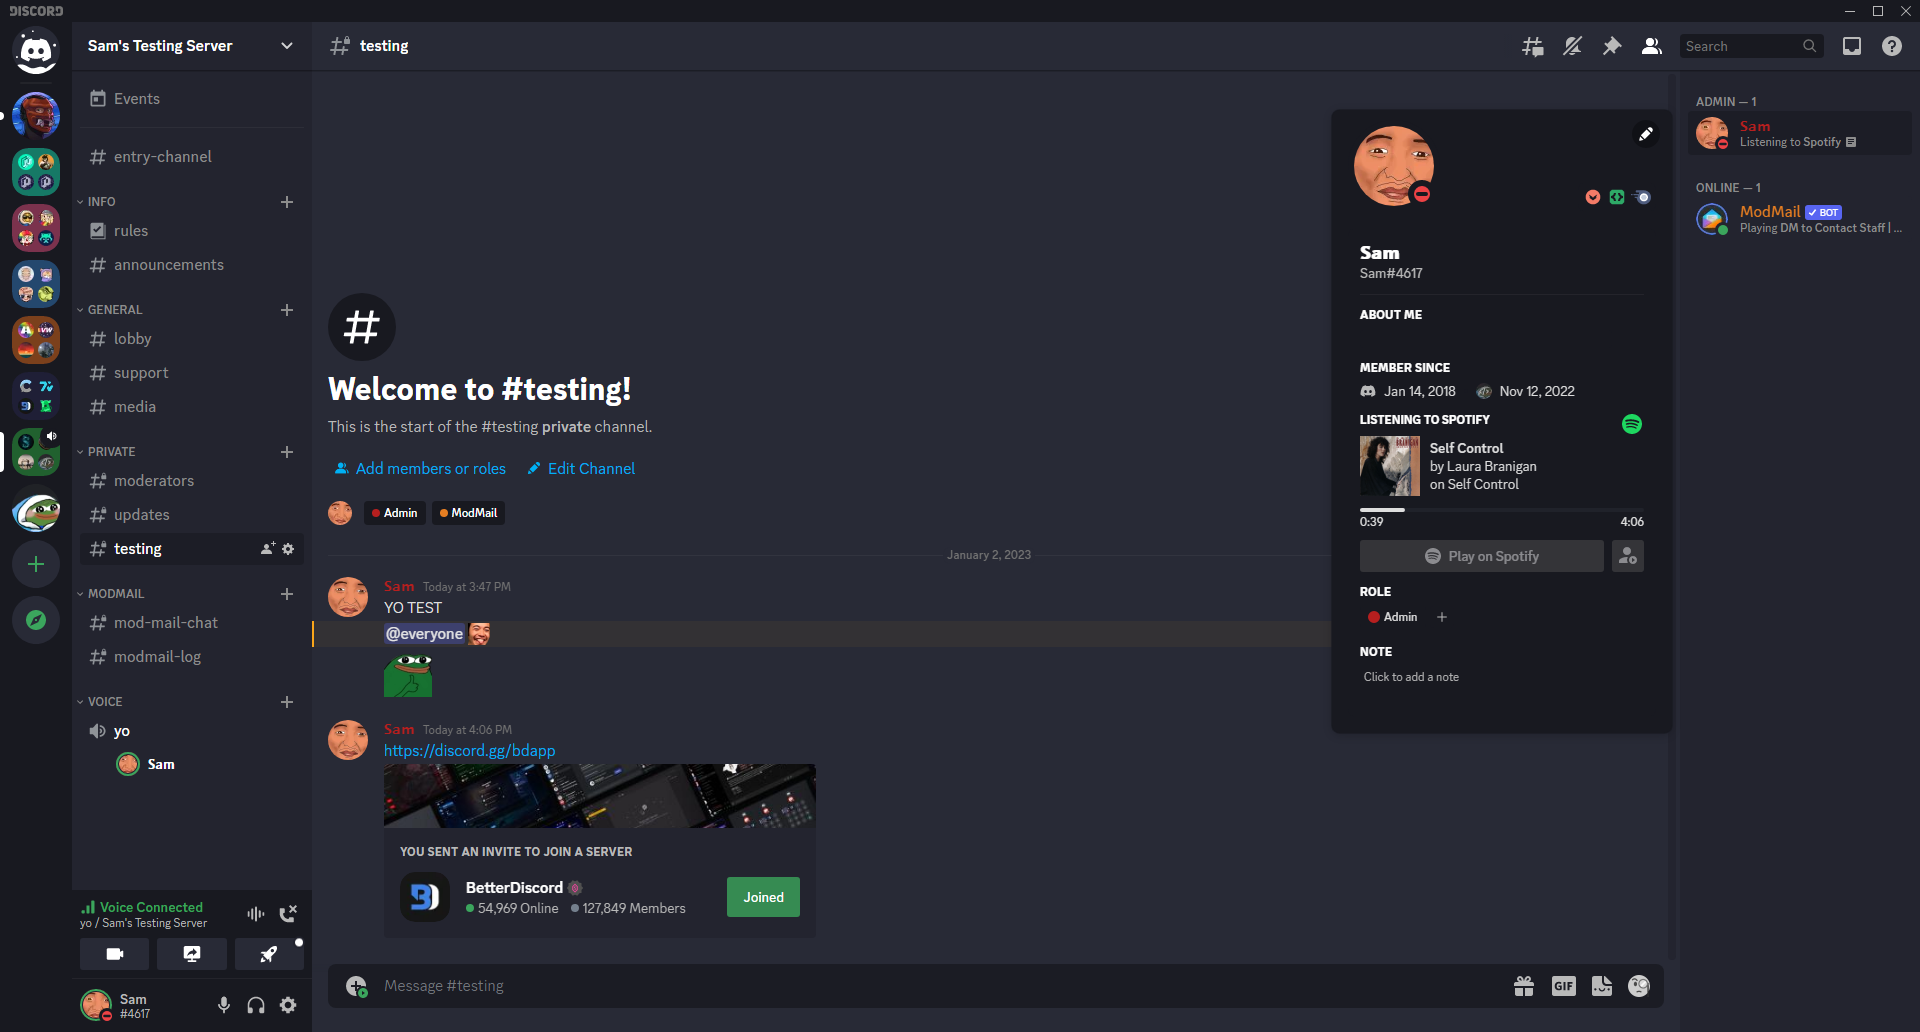 DISCORD
Sam's Testing Server
Events
entry-channel
INFO
rules
announcements
GENERAL
lobby
support
media
PRIVATE
moderators
updates
testing
MODMAIL
mod-mail-chat
modmail-log
VOICE
yo
Sam
Voice Connected
yo / Sam's Testing Server
Sam
#4617
testing
Search
Welcome to #testing!
This is the start of the #testing private channel.
Add members or roles
Edit Channel
Admin
ModMail
January 2, 2023
Sam Today at 3:47 PM
YO TEST
@everyone
Sam Today at 4:06 PM
https://discord.gg/bdapp
YOU SENT AN INVITE TO JOIN A SERVER
BetterDiscord
54,969 Online 127,849 Members
Joined
Message #testing
GIF
Sam
Sam#4617
ABOUT ME
MEMBER SINCE
Jan 14, 2018 Nov 12, 2022
LISTENING TO SPOTIFY
BRANIGAN
Self Control
by Laura Branigan
on Self Control
0:39 4:06
Play on Spotify
ROLE
Admin
NOTE
Click to add a note
ADMIN — 1
Sam
Listening to Spotify
ONLINE — 1
ModMail BOT
Playing DM to Contact Staff | ...